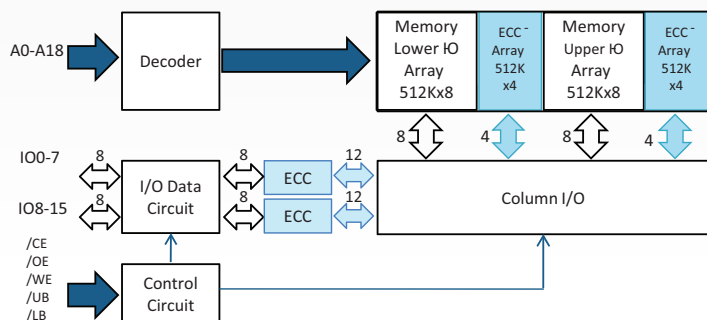 A0-A18
Decoder
Memory
Lower IO
Array
512Kx8
ECC-
Array
512K
x4
Memory
Upper IO
Array
512Kx8
ECC-
Array
512K
x4
8
4
8
4
IO0-7
8
8
12
I/O Data
Circuit
ECC
Column I/O
IO8-15
8
8
12
ECC
/CE
/OE
/WE
/UB
/LB
Control
Circuit